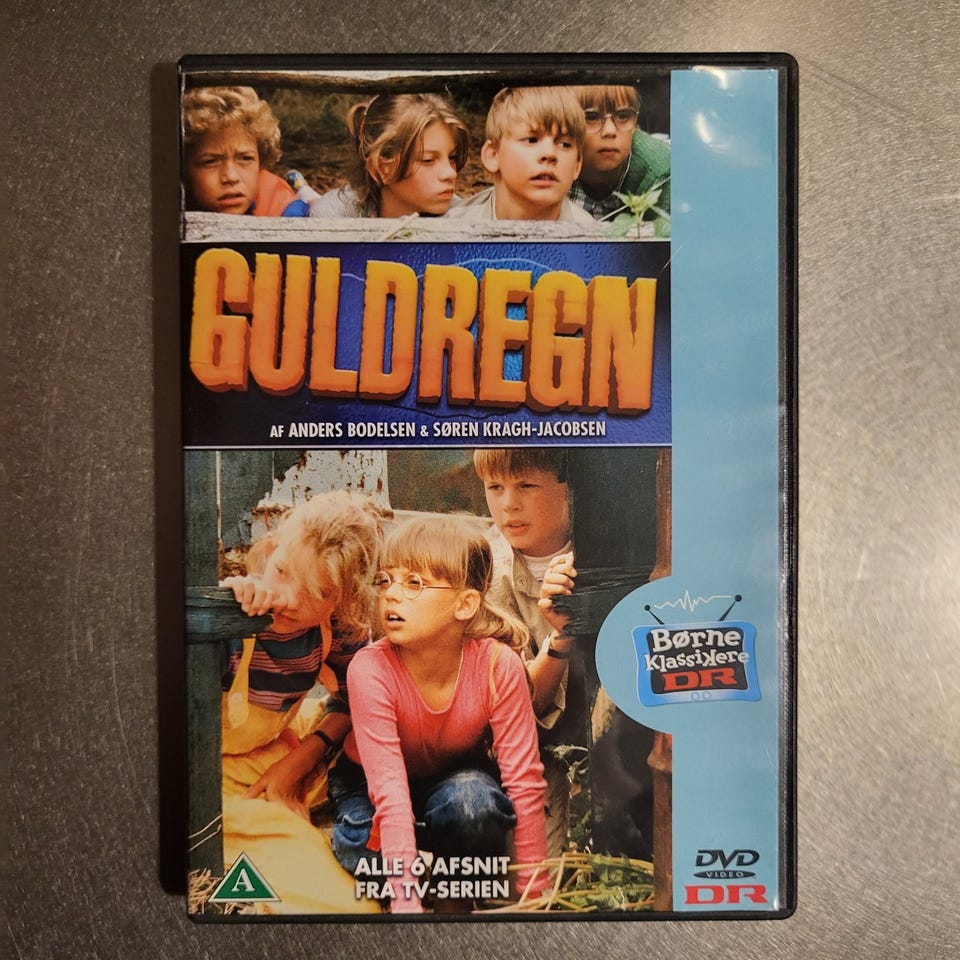 GULDREGN
AF ANDERS BODELSEN & SØREN KRAGH-JACOBSEN
Børne
Klassikere
DR
A
ALLE 6 AFSNIT
FRA TV-SERIEN
DVD
VIDEO
DR